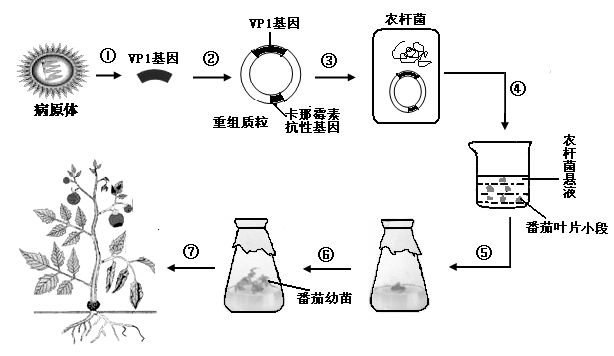 ①
VP1基因
病原体
②
VP1基因
重组质粒
卡那霉素
抗性基因
③
农杆菌
④
农杆菌悬液
番茄叶片小段
⑤
⑥
番茄幼苗
⑦